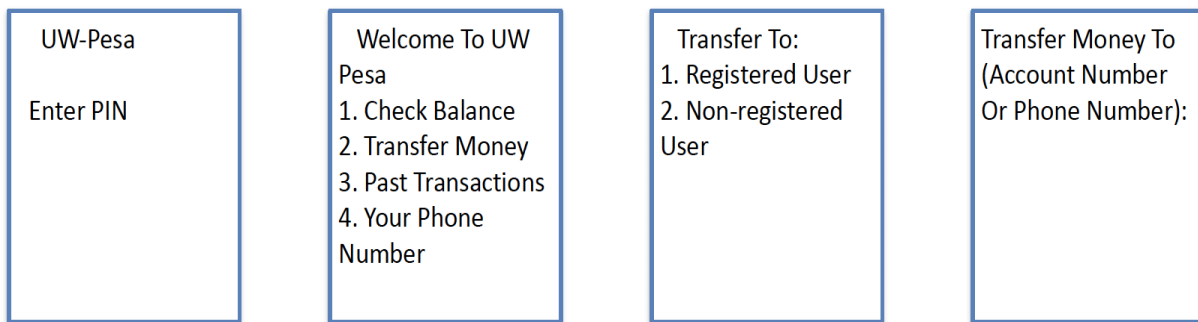 UW-Pesa
Enter PIN
Welcome To UW
Pesa
1. Check Balance
2. Transfer Money
3. Past Transactions
4. Your Phone
Number
Transfer To:
1. Registered User
2. Non-registered
User
Transfer Money To
(Account Number
Or Phone Number):